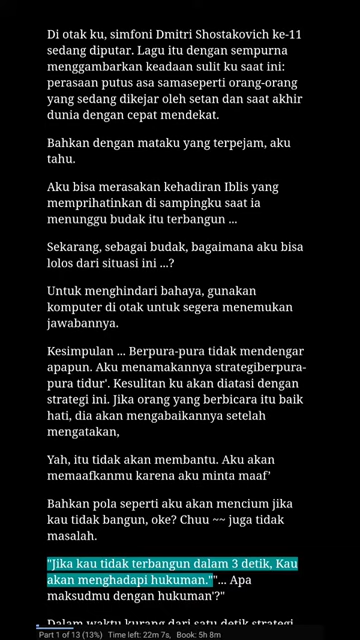 Di otak ku, simfoni Dmitri Shostakovich ke-11
sedang diputar. Lagu itu dengan sempurna
menggambarkan keadaan sulit ku saat ini:
perasaan putus asa samaseperti orang-orang
yang sedang dikejar oleh setan dan saat akhir
dunia dengan cepat mendekat.
Bahkan dengan mataku yang terpejam, aku
tahu.
Aku bisa merasakan kehadiran Iblis yang
memprihatinkan di sampingku saat ia
menunggu budak itu terbangun ...
Sekarang, sebagai budak, bagaimana aku bisa
lolos dari situasi ini ...?
Untuk menghindari bahaya, gunakan
komputer di otak untuk segera menemukan
jawabannya.
Kesimpulan ... Berpura-pura tidak mendengar
apapun. Aku menamakannya strategiberpura-
pura tidur'. Kesulitan ku akan diatasi dengan
strategi ini. Jika orang yang berbicara itu baik
hati, dia akan mengabaikannya setelah
mengatakan,
Yah, itu tidak akan membantu. Aku akan
memaafkanmu karena aku minta maaf'
Bahkan pola seperti aku akan mencium jika
kau tidak bangun, oke? Chuu ~~ juga tidak
masalah.
"Jika kau tidak terbangun dalam 3 detik, Kau
akan menghadapi hukuman.""... Apa
maksudmu dengan hukuman'?"
Dalam waktu kurang dari satu detik strategi
Part 1 of 13 (13%) Time left: 22m 7s, Book: 5h 8m